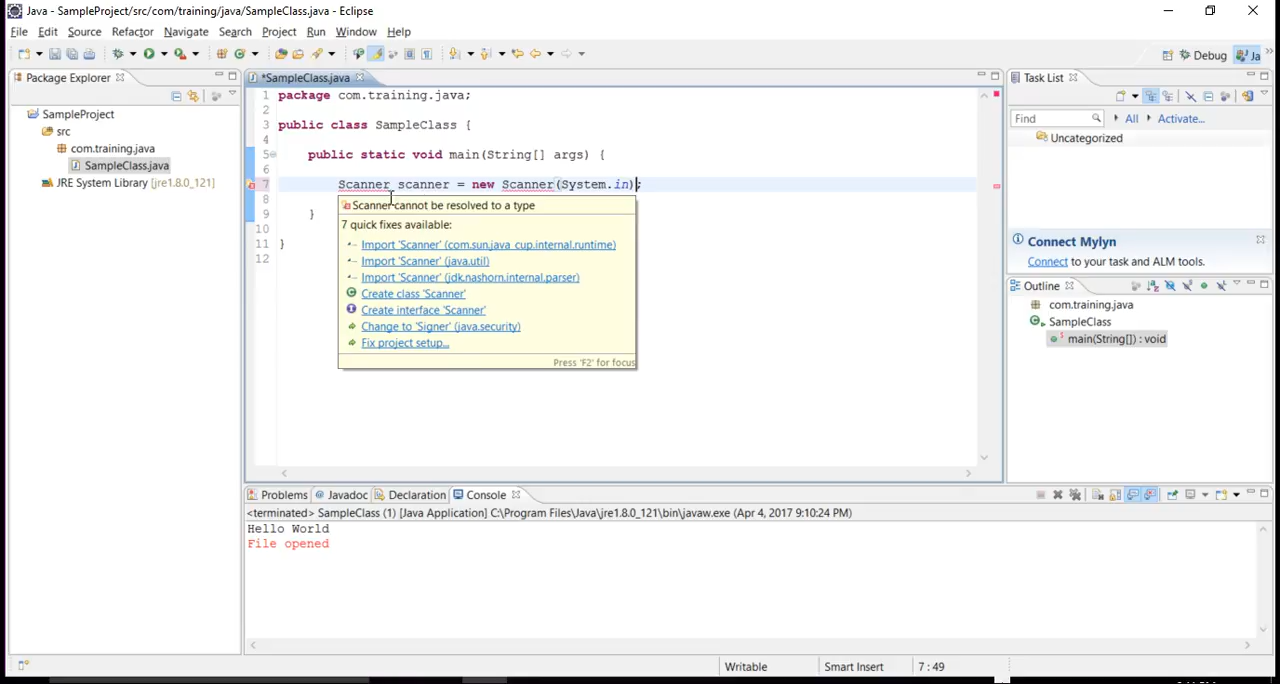 Java - SampleProject/src/com/training/java/SampleClass.java - Eclipse
File Edit Source Refactor Navigate Search Project Run Window Help
Debug Ja
Package Explorer
SampleProject
src
com.training.java
SampleClass.java
JRE System Library [jre1.8.0_121]
*SampleClass.java
1 package com.training.java;
2
3 public class SampleClass {
4
5 public static void main(String[] args) {
6
7 Scanner scanner = new Scanner(System.in);
8
9 }
10
11 }
12
Scanner cannot be resolved to a type
7 quick fixes available:
Import 'Scanner' (com.sun.java_cup.internal.runtime)
Import 'Scanner' (java.util)
Import 'Scanner' (jdk.nashorn.internal.parser)
Create class 'Scanner'
Create interface 'Scanner'
Change to 'Signer' (java.security)
Fix project setup...
Press 'F2' for focus
Task List
Find All Activate...
Uncategorized
Connect Mylyn
Connect to your task and ALM tools.
Outline
com.training.java
SampleClass
main(String[]) : void
Problems Javadoc Declaration Console
<terminated> SampleClass (1) [Java Application] C:\Program Files\Java\jre1.8.0_121\bin\javaw.exe (Apr 4, 2017 9:10:24 PM)
Hello World
File opened
Writable Smart Insert 7 : 49